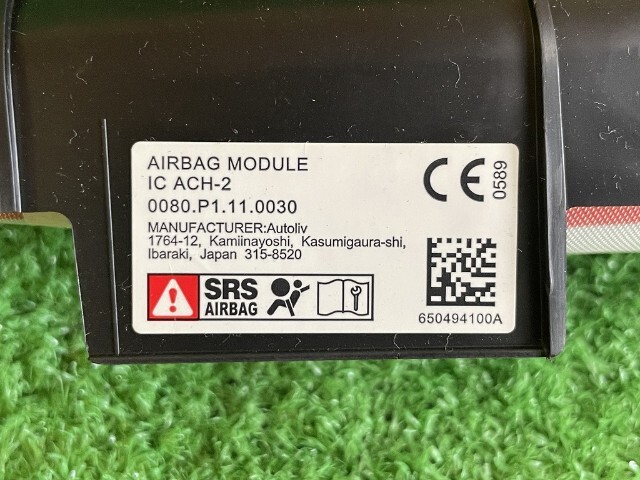 AIRBAG MODULE
IC ACH-2
0080.P1.11.0030
MANUFACTURER:Autoliv
1764-12, Kamiinayoshi, Kasumigaura-shi,
Ibaraki, Japan 315-8520
CE 0589
SRS
AIRBAG
650494100A